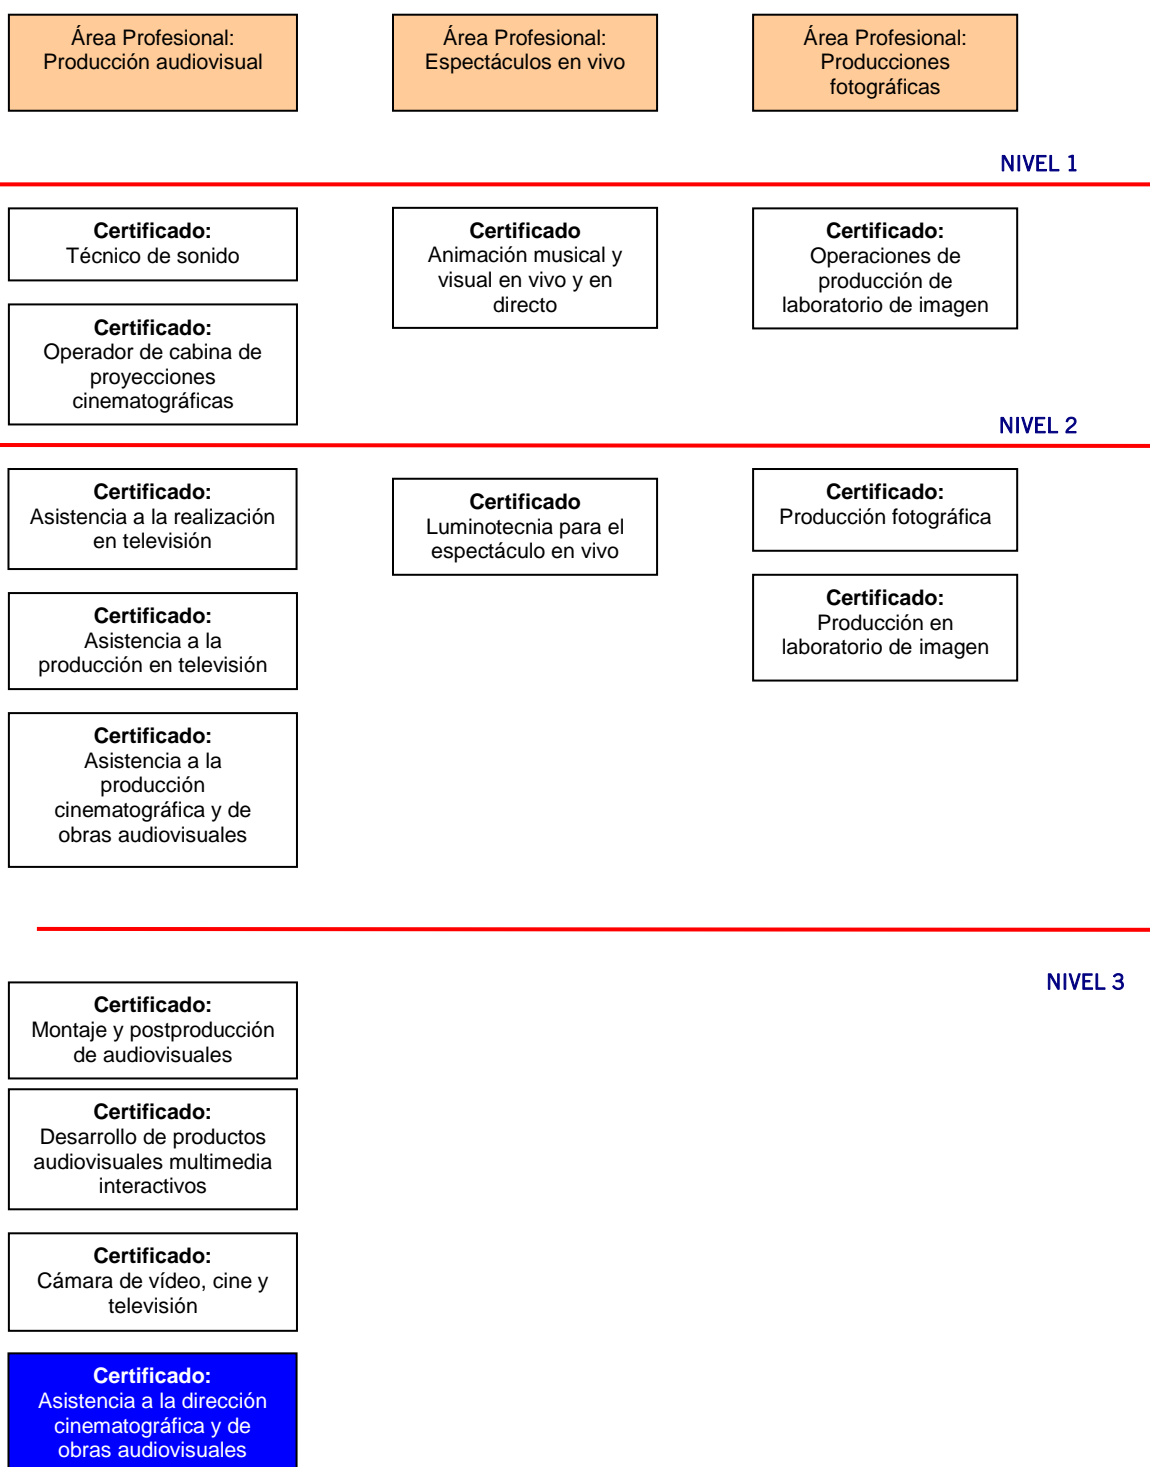 Área Profesional:
Producción audiovisual
Área Profesional:
Espectáculos en vivo
Área Profesional:
Producciones
fotográficas
NIVEL 1
Certificado:
Técnico de sonido
Certificado
Animación musical y
visual en vivo y en
directo
Certificado:
Operaciones de
producción de
laboratorio de imagen
Certificado:
Operador de cabina de
proyecciones
cinematográficas
NIVEL 2
Certificado:
Asistencia a la realización
en televisión
Certificado
Luminotecnia para el
espectáculo en vivo
Certificado:
Producción fotográfica
Certificado:
Asistencia a la
producción en televisión
Certificado:
Producción en
laboratorio de imagen
Certificado:
Asistencia a la
producción
cinematográfica y de
obras audiovisuales
NIVEL 3
Certificado:
Montaje y postproducción
de audiovisuales
Certificado:
Desarrollo de productos
audiovisuales multimedia
interactivos
Certificado:
Cámara de vídeo, cine y
televisión
Certificado:
Asistencia a la dirección
cinematográfica y de
obras audiovisuales